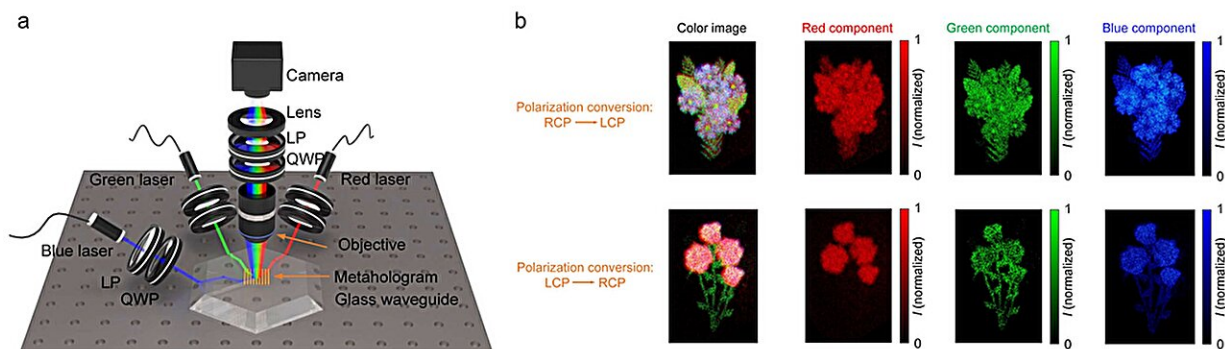 a
Camera
Lens
LP
QWP
Green laser
Red laser
Blue laser
LP
QWP
Objective
Metahologram
Glass waveguide
b
Color image
Red component
Green component
Blue component
Polarization conversion:
RCP → LCP
1
I (normalized)
0
1
I (normalized)
0
1
I (normalized)
0
Polarization conversion:
LCP → RCP
1
I (normalized)
0
1
I (normalized)
0
1
I (normalized)
0